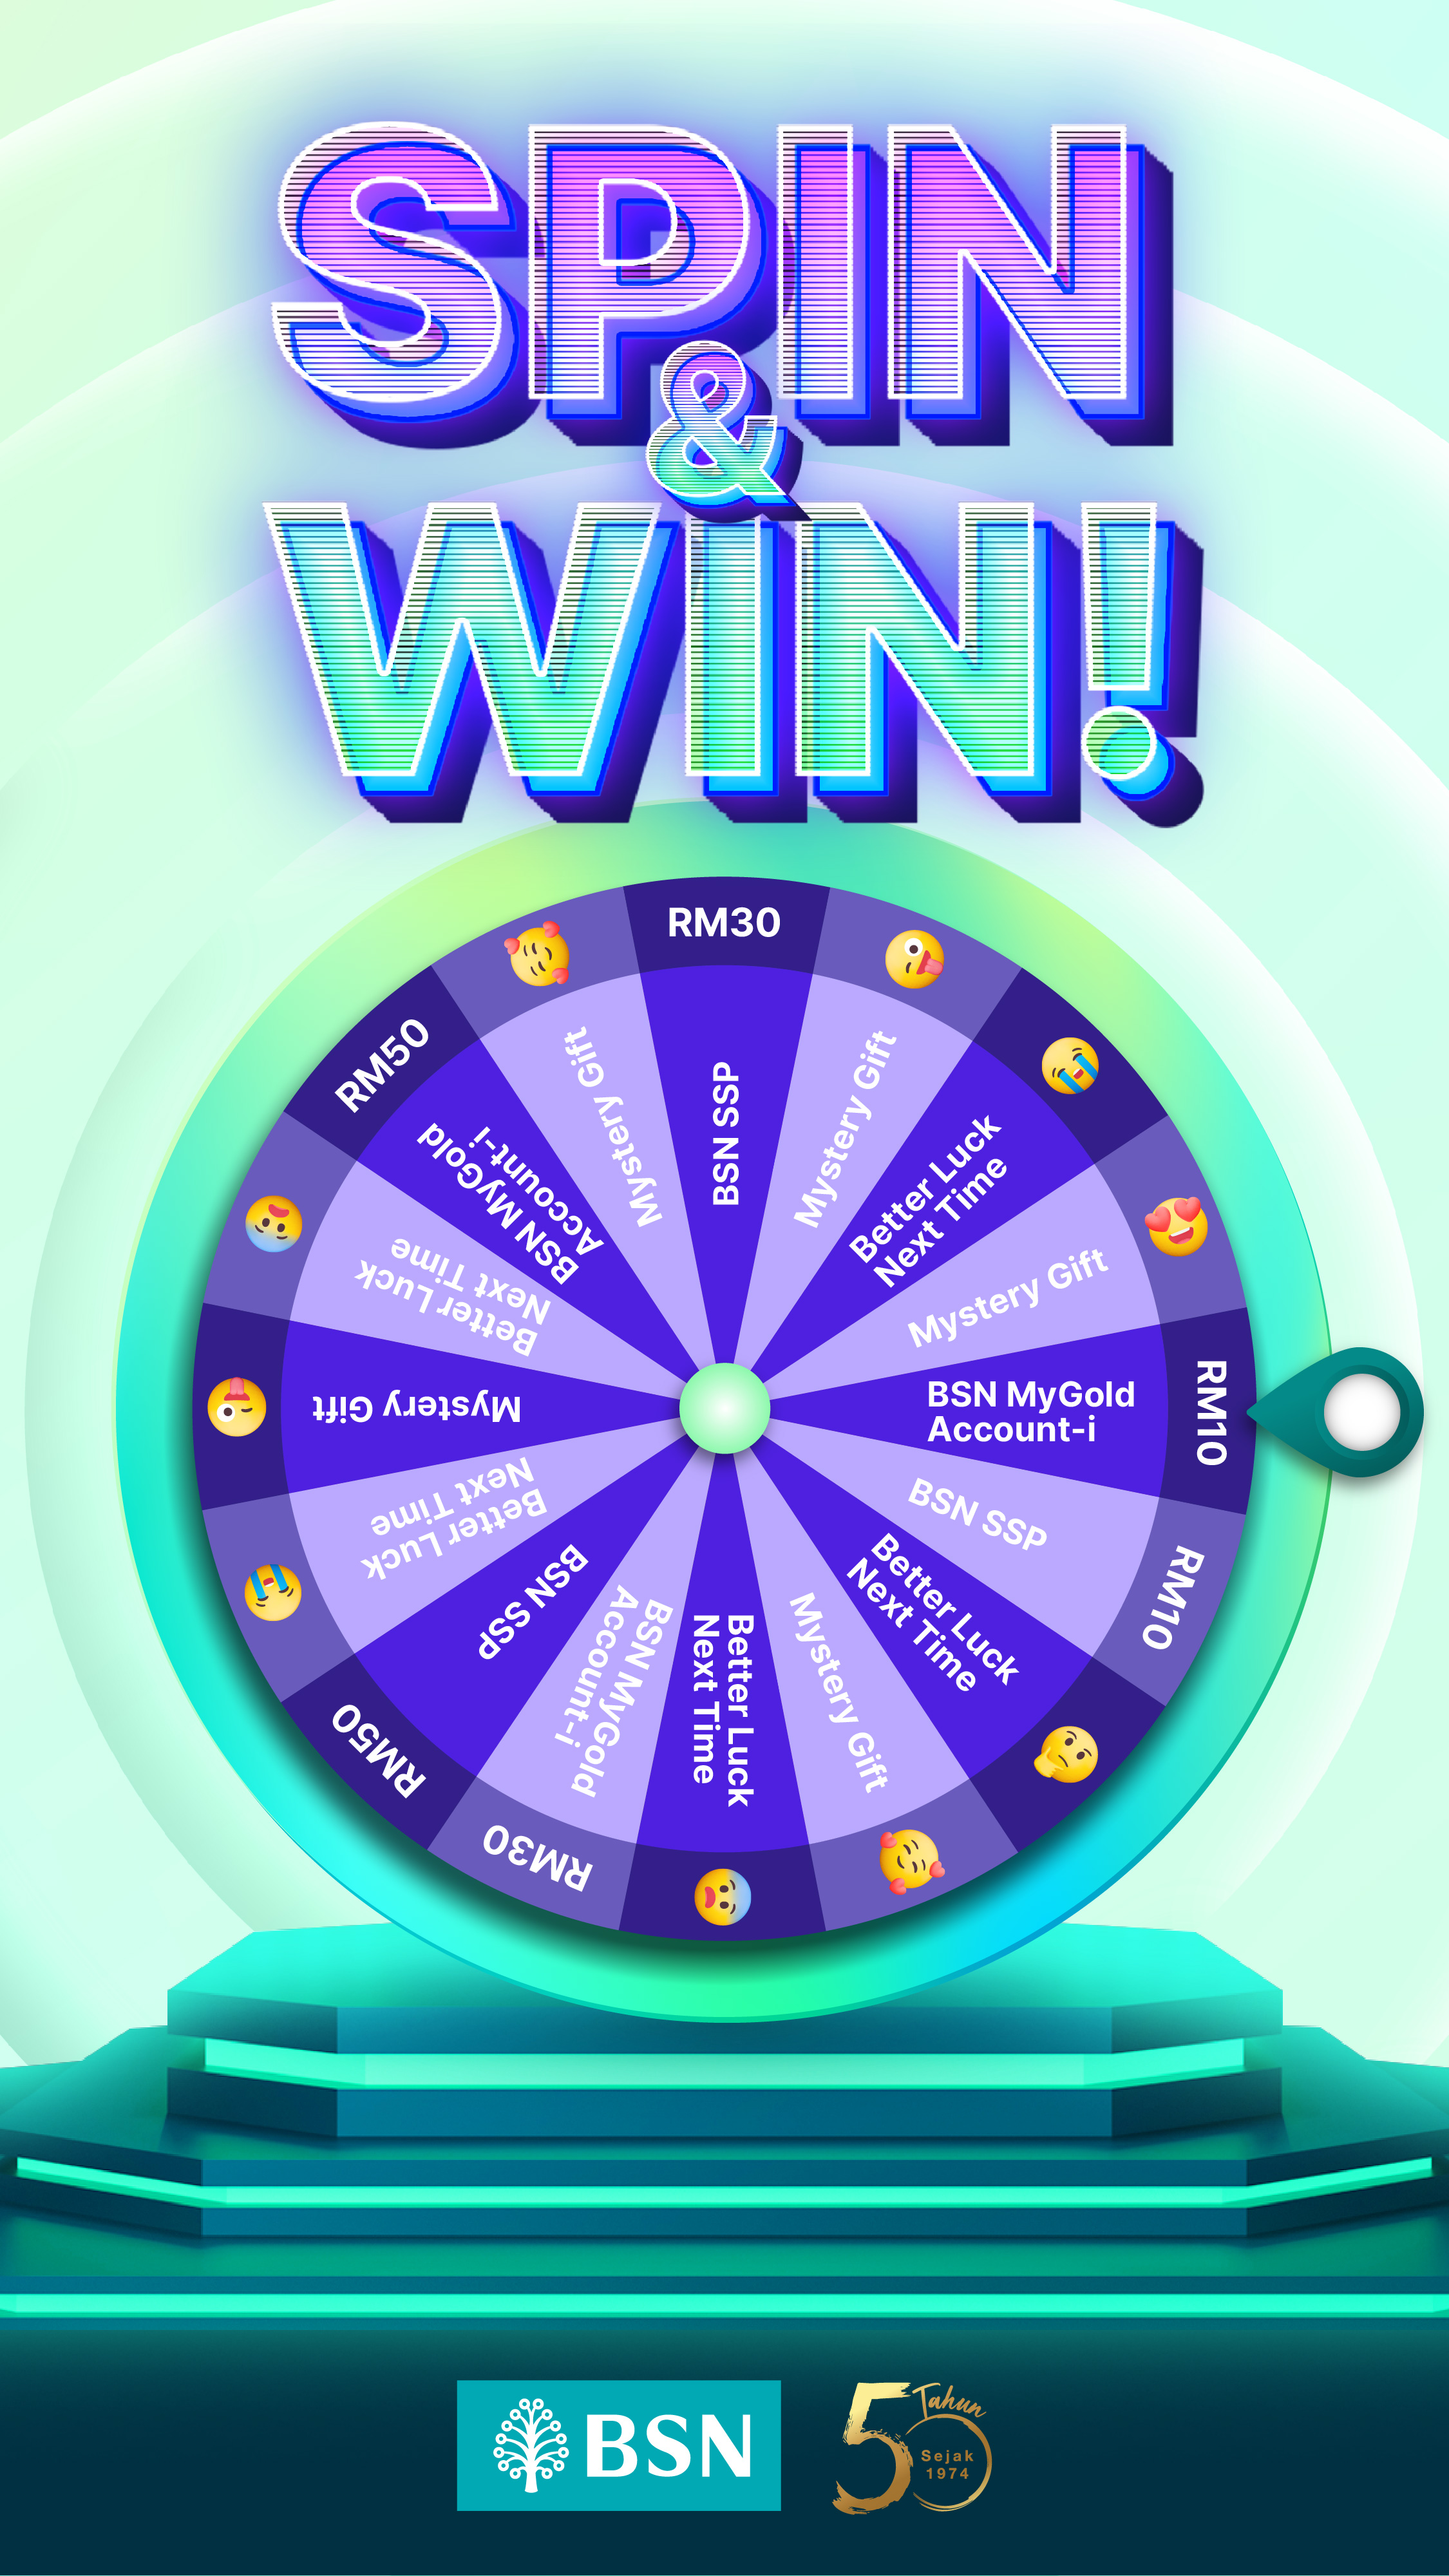 SPIN
&
WIN!
RM30
BSN SSP
Mystery Gift
Better Luck
Next Time
Mystery Gift
RM10
BSN MyGold
Account-i
RM10
BSN SSP
Better Luck
Next Time
Mystery Gift
Better Luck
Next Time
RM30
BSN MyGold
Account-i
RM50
BSN SSP
Better Luck
Next Time
Mystery Gift
Better Luck
Next Time
RM50
BSN MyGold
Account-i
Mystery Gift
BSN
50
Tahun
Sejak
1974